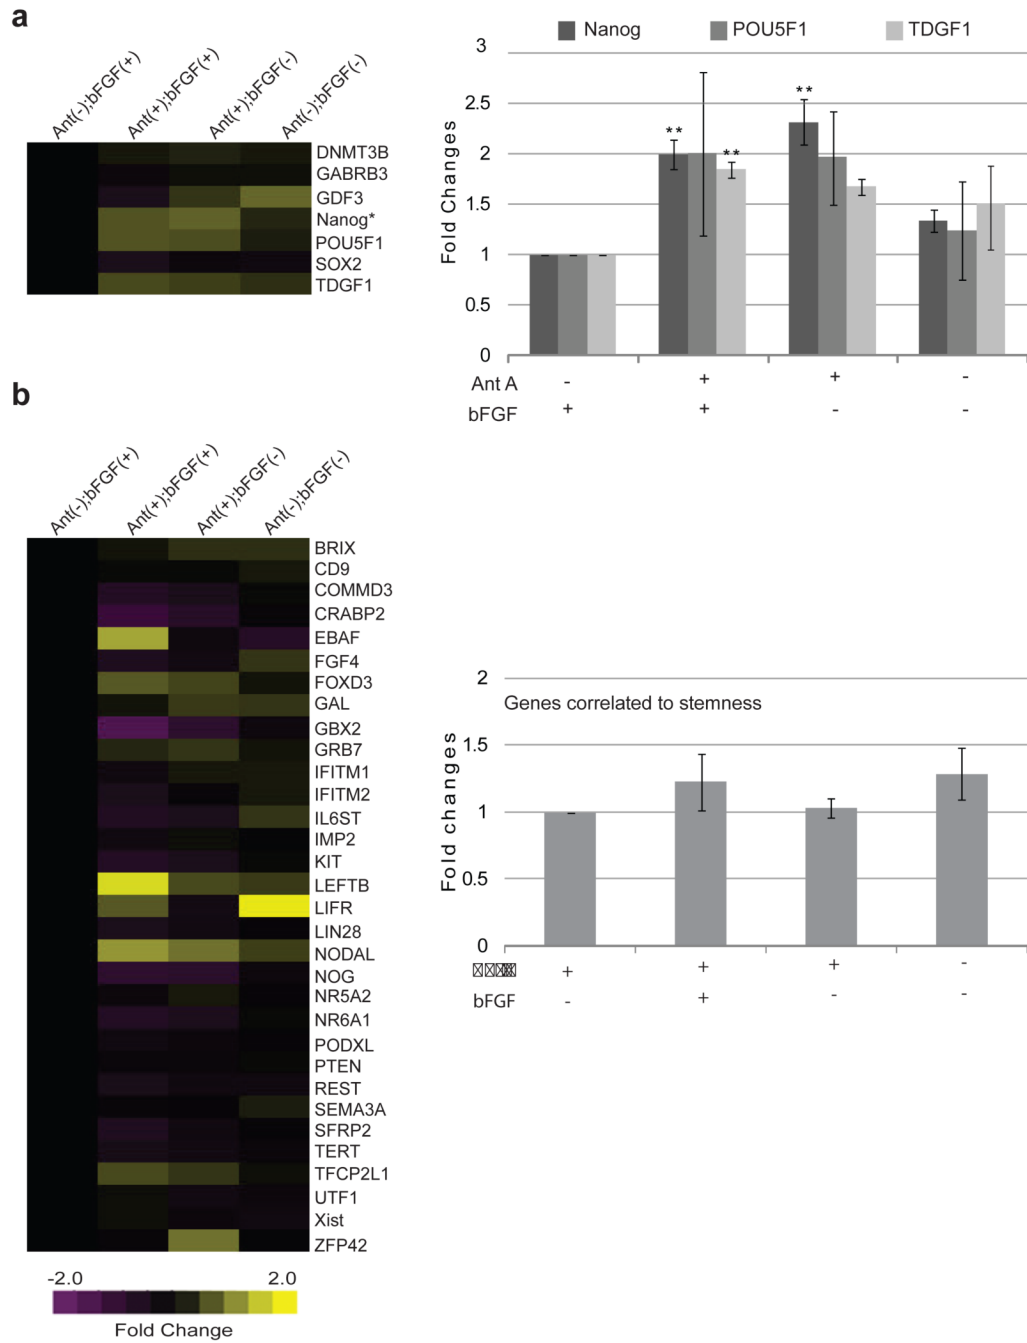 a
Ant(-);bFGF(+)
Ant(+);bFGF(+)
Ant(+);bFGF(-)
Ant(-);bFGF(-)
DNMT3B
GABRB3
GDF3
Nanog*
POU5F1
SOX2
TDGF1
Nanog
POU5F1
TDGF1
Fold Changes
3
2.5
2
1.5
1
0.5
0
**
**
**
Ant A - + + -
bFGF + + - -
b
Ant(-);bFGF(+)
Ant(+);bFGF(+)
Ant(+);bFGF(-)
Ant(-);bFGF(-)
BRIX
CD9
COMMD3
CRABP2
EBAF
FGF4
FOXD3
GAL
GBX2
GRB7
IFITM1
IFITM2
IL6ST
IMP2
KIT
LEFTB
LIFR
LIN28
NODAL
NOG
NR5A2
NR6A1
PODXL
PTEN
REST
SEMA3A
SFRP2
TERT
TFCP2L1
UTF1
Xist
ZFP42
-2.0 2.0
Fold Change
Genes correlated to stemness
Fold changes
2
1.5
1
0.5
0
+ + + -
bFGF - + - -